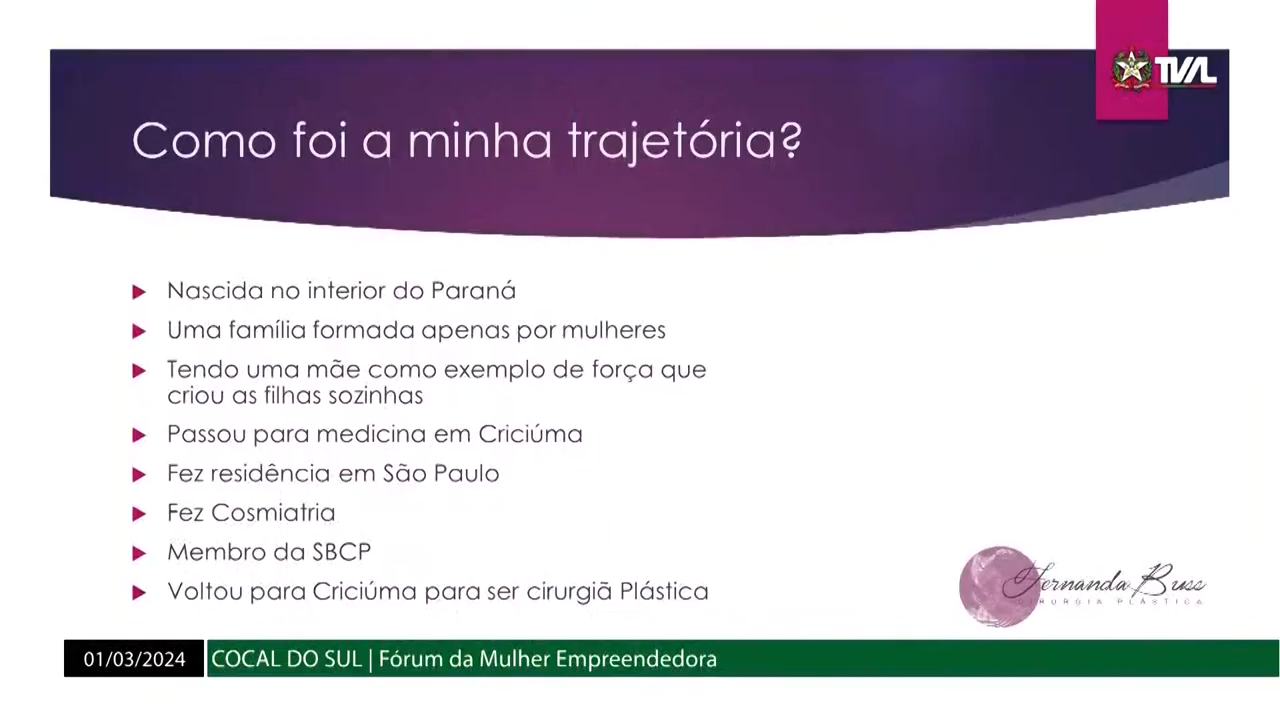 TVAL
Como foi a minha trajetória?
Nascida no interior do Paraná
Uma família formada apenas por mulheres
Tendo uma mãe como exemplo de força que
criou as filhas sozinhas
Passou para medicina em Criciúma
Fez residência em São Paulo
Fez Cosmiatria
Membro da SBCP
Voltou para Criciúma para ser cirurgiã Plástica
Fernanda Buss
CIRURGIA PLÁSTICA
01/03/2024 COCAL DO SUL | Fórum da Mulher Empreendedora